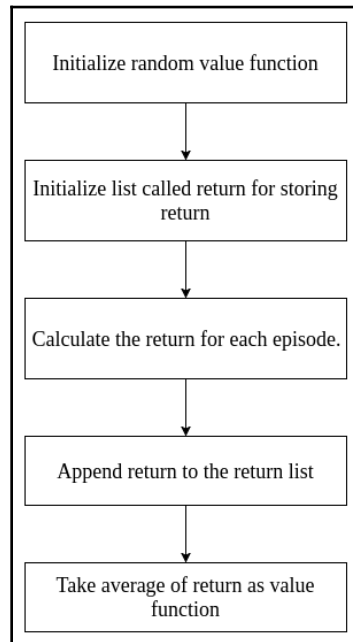 Initialize random value function
Initialize list called return for storing
return
Calculate the return for each episode.
Append return to the return list
Take average of return as value
function